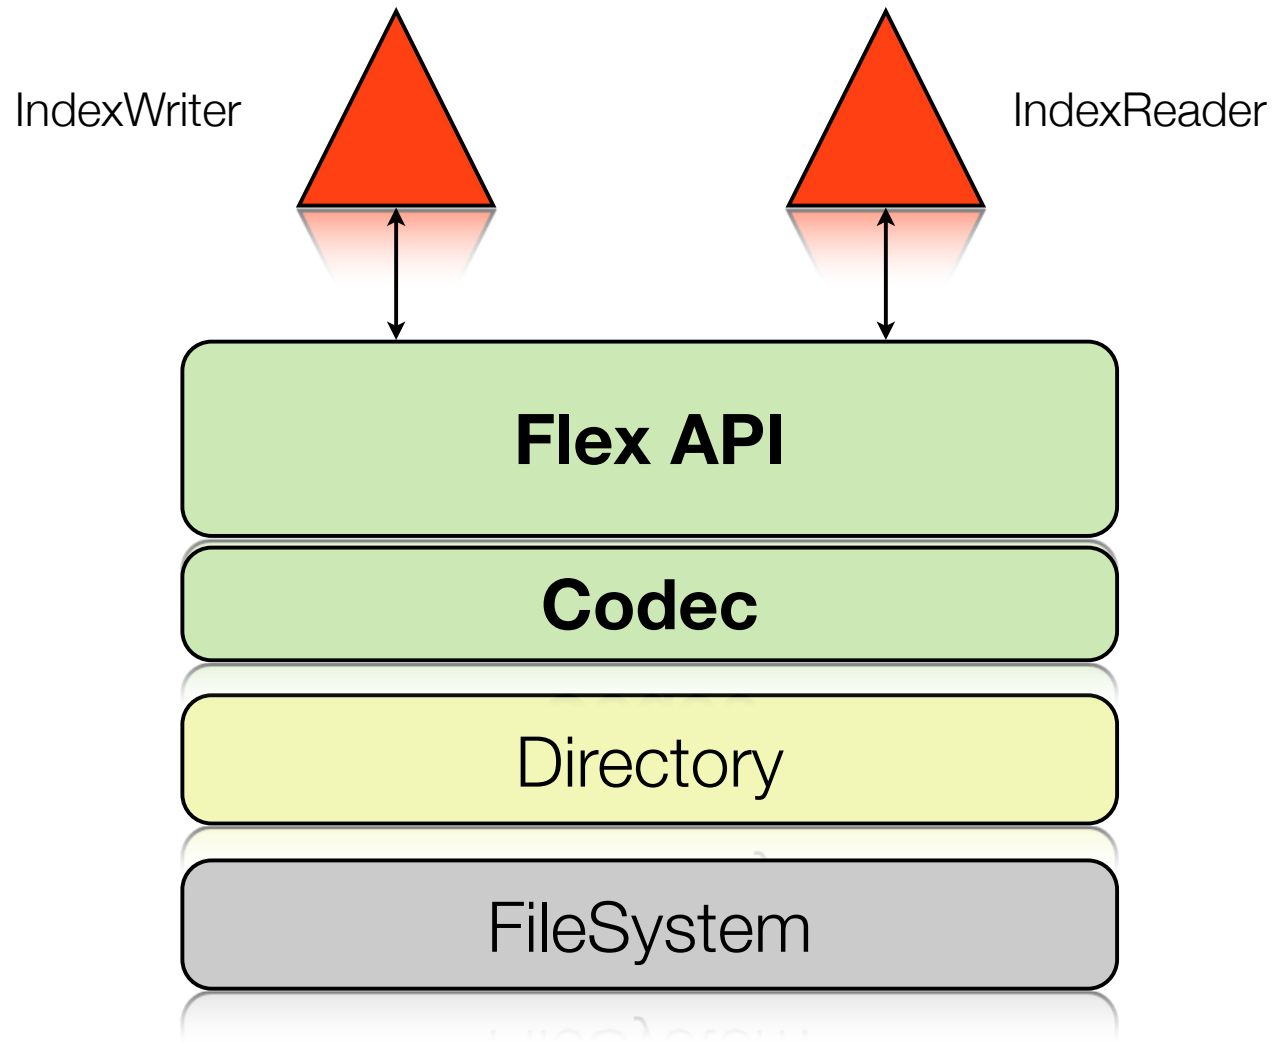 IndexWriter
IndexReader
Flex API
Codec
Directory
FileSystem